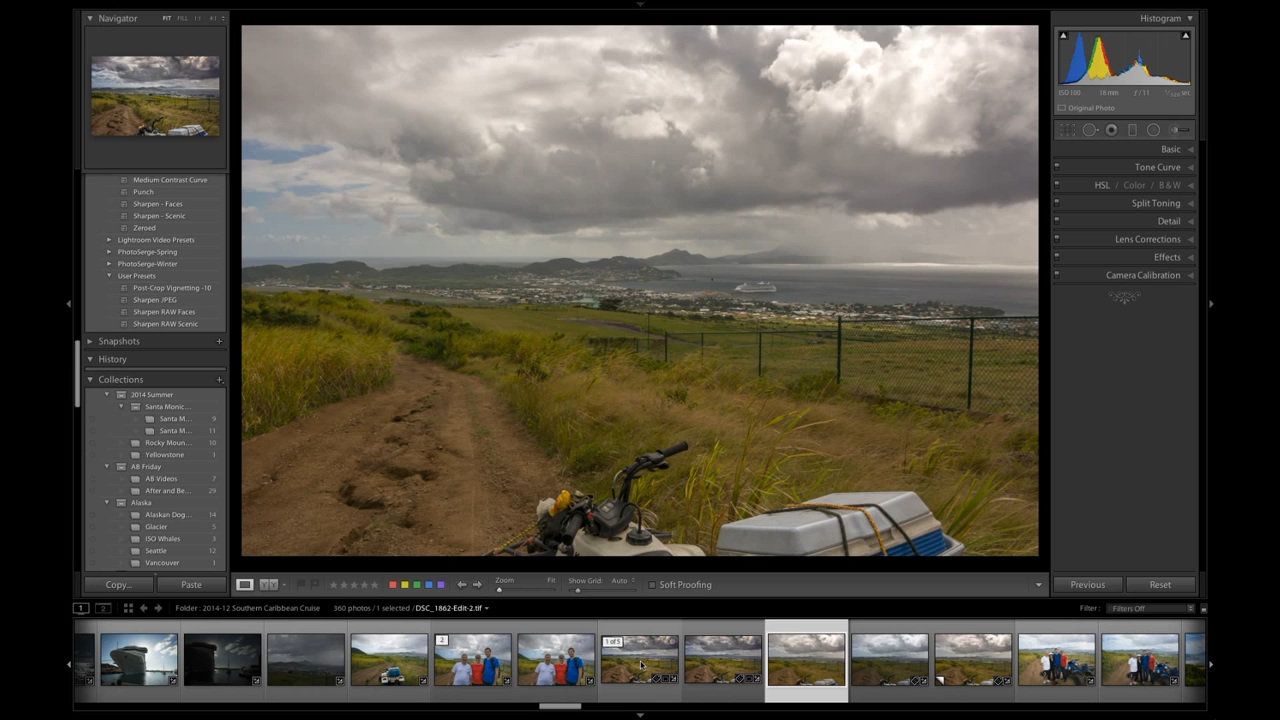 Navigator
FIT FILL 1:1 4:1
Medium Contrast Curve
Punch
Sharpen - Faces
Sharpen - Scenic
Zeroed
Lightroom Video Presets
PhotoSerge-Spring
PhotoSerge-Winter
User Presets
Post-Crop Vignetting -10
Sharpen JPEG
Sharpen RAW Faces
Sharpen RAW Scenic
Snapshots +
History
Collections +
2014 Summer
Santa Monic...
Santa M... 9
Santa M... 11
Rocky Moun... 10
Yellowstone 1
AB Friday
AB Videos 7
After and Be... 29
Alaska
Alaskan Dog... 14
Glacier 5
ISO Whales 3
Seattle 12
Vancouver 1
Copy... Paste
Histogram
ISO 160 18 mm f / 11
Original Photo
Basic
Tone Curve
HSL / Color / B & W
Split Toning
Detail
Lens Corrections
Effects
Camera Calibration
Zoom Fit Show Grid: Auto Soft Proofing
Previous Reset
1 2 Folder : 2014-12 Southern Caribbean Cruise 360 photos / 1 selected / DSC_1862-Edit-2.tif Filter : Filters Off
2
1 of 5